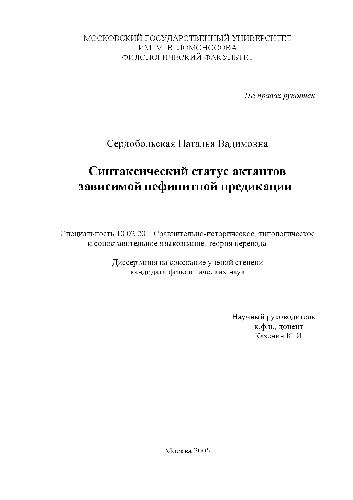 МОСКОВСКИЙ ГОСУДАРСТВЕННЫЙ УНИВЕРСИТЕТ
ИМ. М.В. ЛОМОНОСОВА
ФИЛОЛОГИЧЕСКИЙ ФАКУЛЬТЕТ
На правах рукописи
Сердобольская Наталья Вадимовна
Синтаксический статус актантов
зависимой нефинитной предикации
Специальность 10.02.20 – Сравнительно-историческое, типологическое
и сопоставительное языкознание, теория перевода
Диссертация на соискание ученой степени
кандидата филологических наук
Научный руководитель
к.ф.н., доцент
Москва 2005